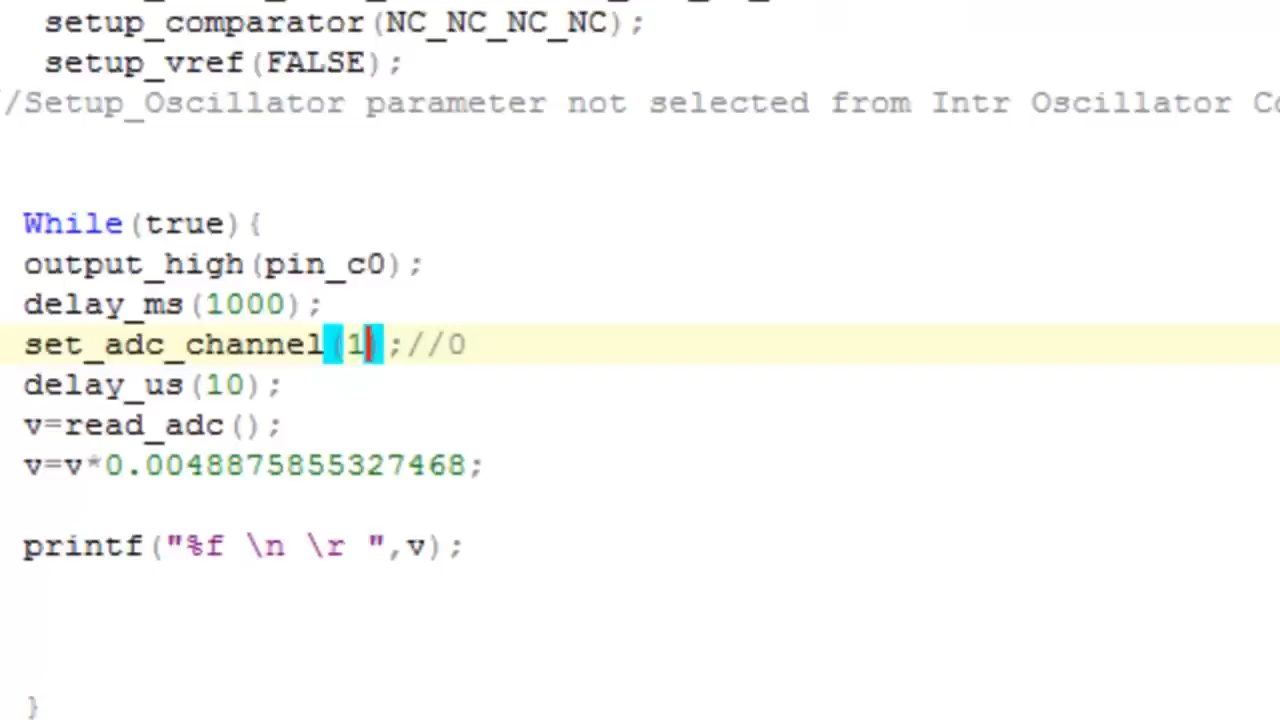 setup_comparator(NC_NC_NC_NC);
setup_vref(FALSE);
/Setup_Oscillator parameter not selected from Intr Oscillator
While(true){
output_high(pin_c0);
delay_ms(1000);
set_adc_channel(1);//0
delay_us(10);
v=read_adc();
v=v*0.0048875855327468;
printf("%f \n \r ",v);
}